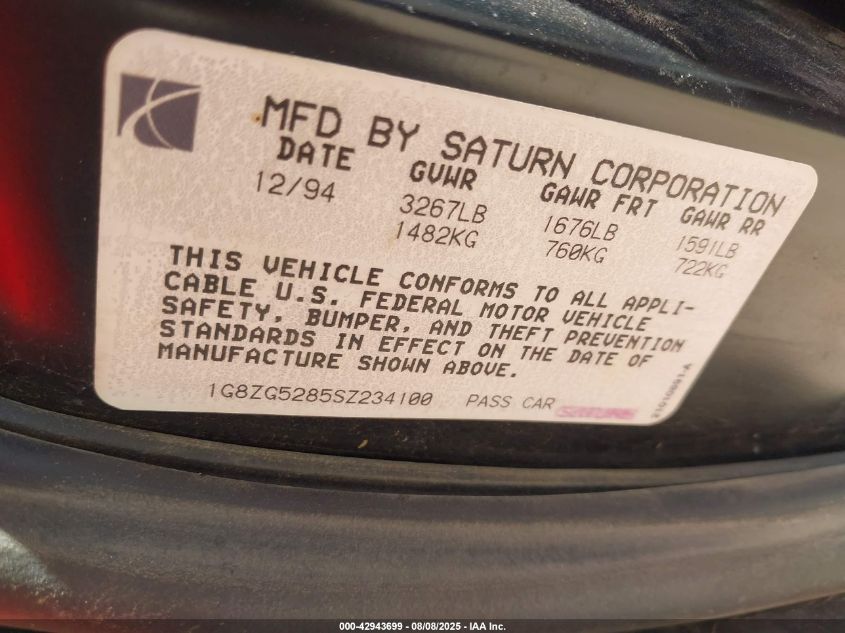 MFD BY SATURN CORPORATION
DATE GVWR GAWR FRT GAWR RR
12/94 3267LB 1676LB 1591LB
1482KG 760KG 722KG
THIS VEHICLE CONFORMS TO ALL APPLI-
CABLE U.S. FEDERAL MOTOR VEHICLE
SAFETY, BUMPER, AND THEFT PREVENTION
STANDARDS IN EFFECT ON THE DATE OF
MANUFACTURE SHOWN ABOVE.
1G8ZG5285SZ234100 PASS CAR
000-42943699 - 08/08/2025 - IAA Inc.